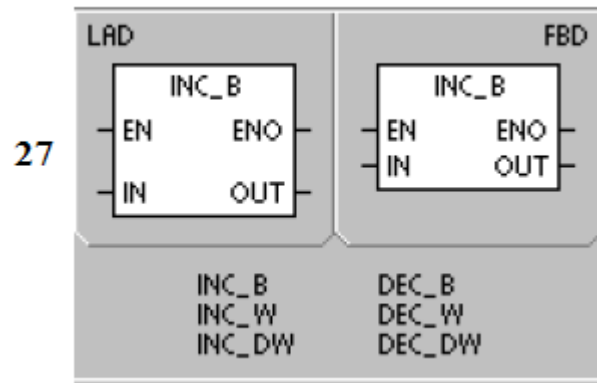 LAD FBD
INC_B INC_B
27
EN ENO EN ENO
IN OUT IN OUT
INC_B DEC_B
INC_W DEC_W
INC_DW DEC_DW